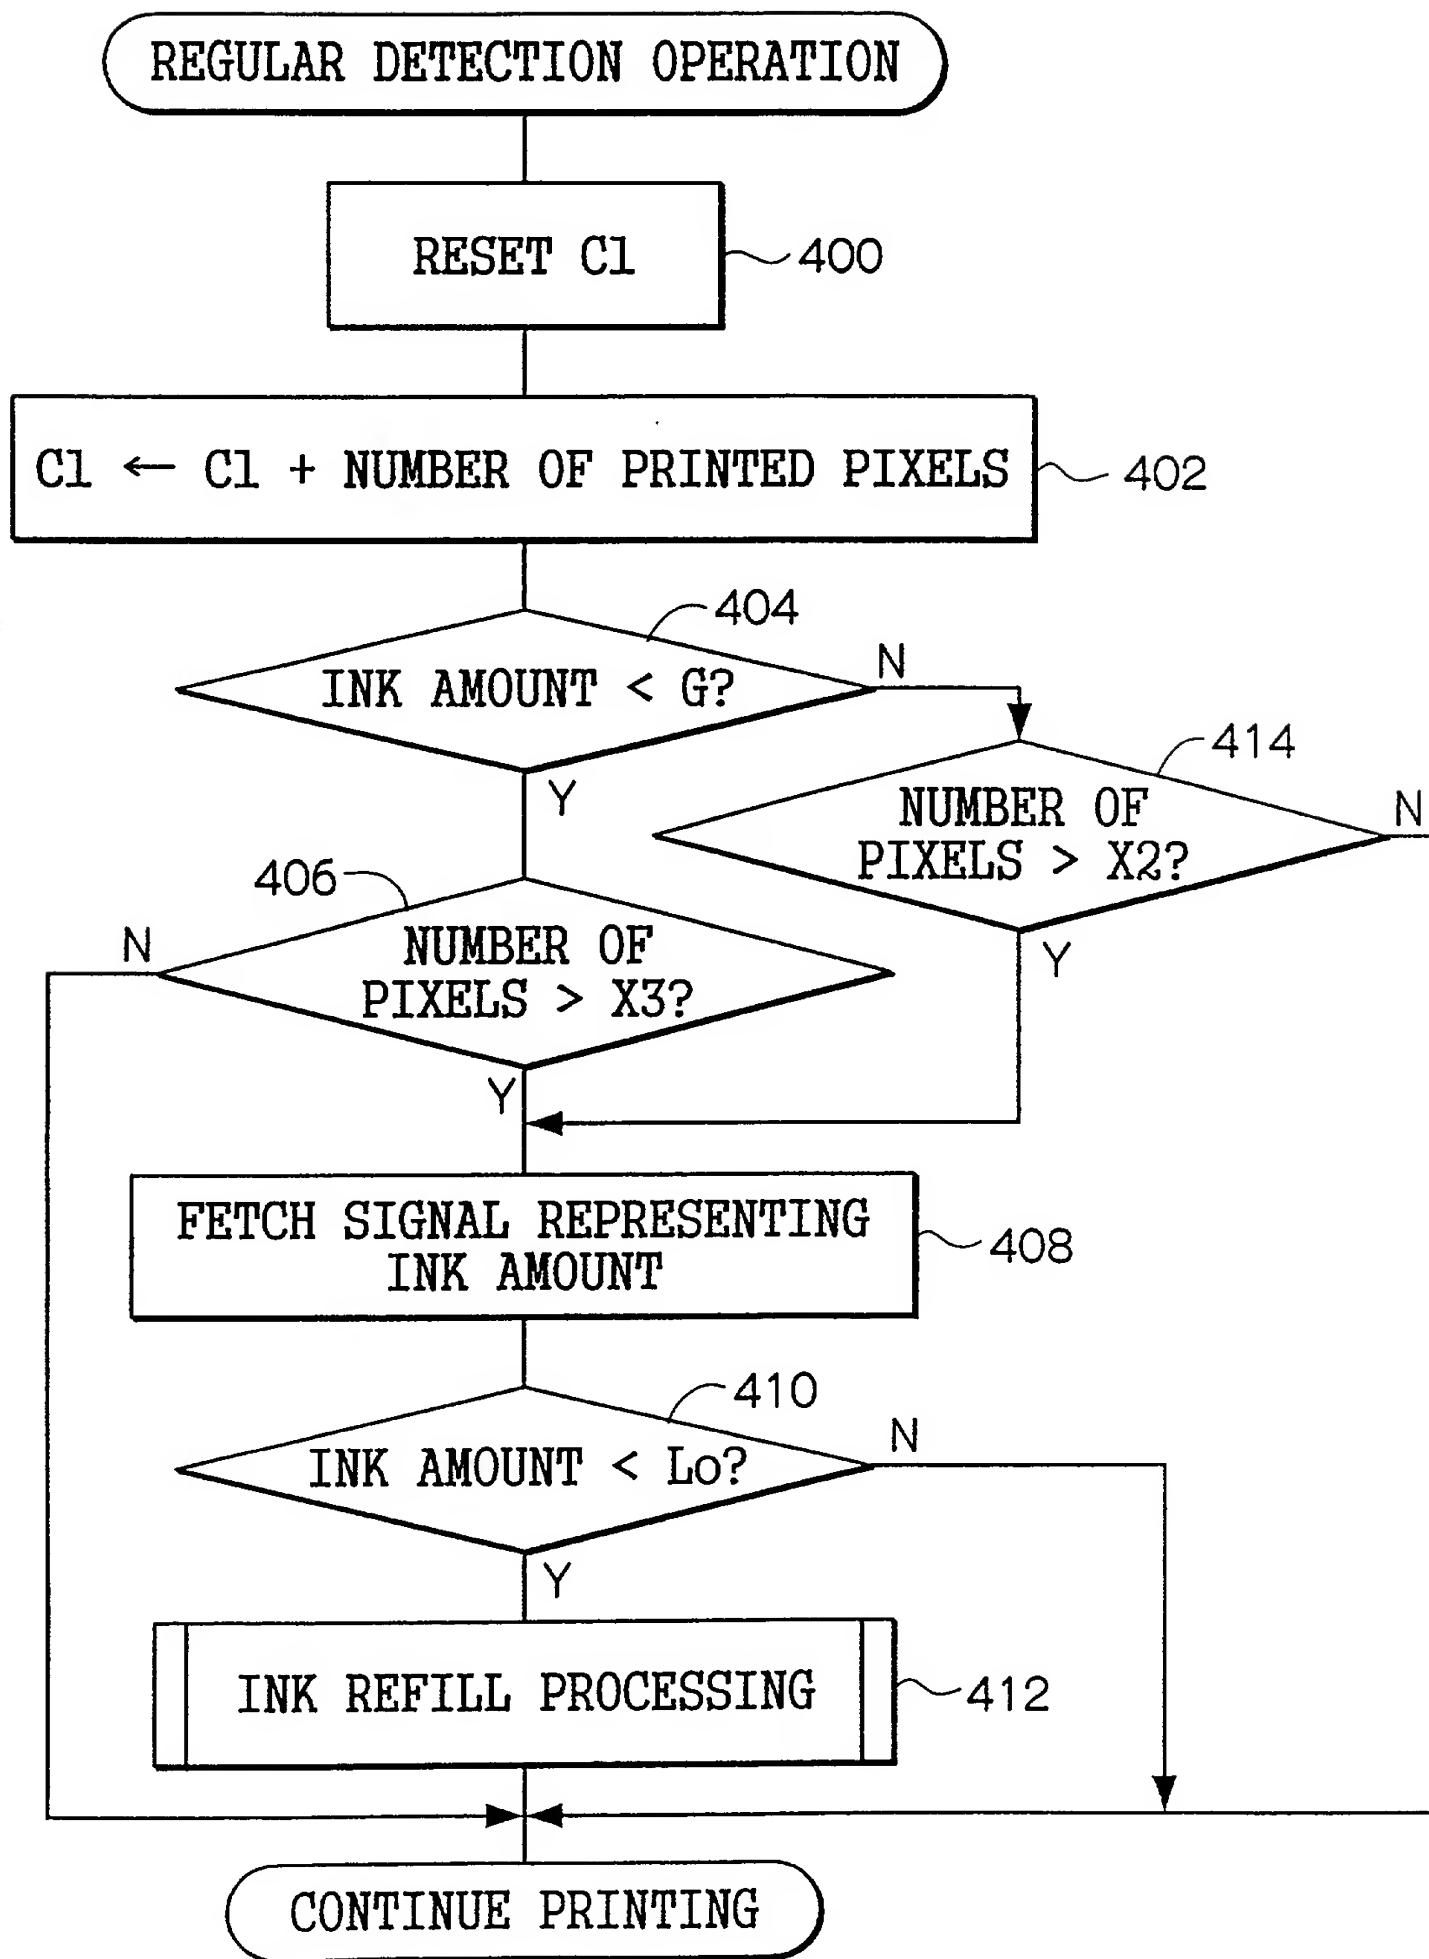 REGULAR DETECTION OPERATION
RESET C1
400
C1 ← C1 + NUMBER OF PRINTED PIXELS
402
404
INK AMOUNT < G?
N
Y
414
NUMBER OF
PIXELS > X2?
N
Y
406
N
NUMBER OF
PIXELS > X3?
Y
FETCH SIGNAL REPRESENTING
INK AMOUNT
408
410
INK AMOUNT < Lo?
N
Y
INK REFILL PROCESSING
412
CONTINUE PRINTING